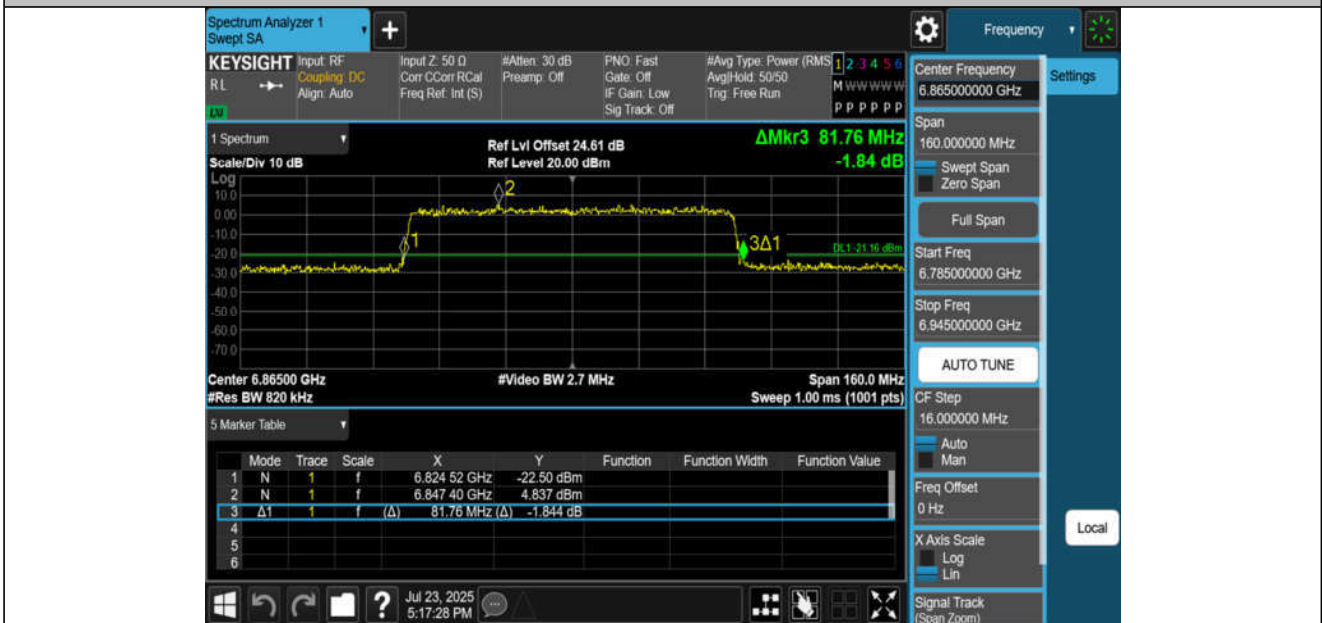 Spectrum Analyzer 1
Swept SA
+
Frequency
KEYSIGHT
RL
Input: RF
Coupling: DC
Align: Auto
Input Z: 50 Ω
Corr CCorr RCal
Freq Ref: Int (S)
#Atten: 30 dB
Preamp: Off
PNO: Fast
Gate: Off
IF Gain: Low
Sig Track: Off
#Avg Type: Power (RMS
Avg|Hold: 50/50
Trig: Free Run
1 2 3 4 5 6
M W W W W W
P P P P P P
1 Spectrum
Scale/Div 10 dB
Log
Ref Lvl Offset 24.61 dB
Ref Level 20.00 dBm
ΔMkr3 81.76 MHz
-1.84 dB
10.0
0.00
-10.0
-20.0
-30.0
-40.0
-50.0
-60.0
-70.0
2
1
3Δ1
DL1 -21.16 dBm
Center 6.86500 GHz
#Video BW 2.7 MHz
Span 160.0 MHz
#Res BW 820 kHz
Sweep 1.00 ms (1001 pts)
5 Marker Table
Mode Trace Scale X Y Function Function Width Function Value
1 N 1 f 6.824 52 GHz -22.50 dBm
2 N 1 f 6.847 40 GHz 4.837 dBm
3 Δ1 1 f (Δ) 81.76 MHz (Δ) -1.844 dB
4
5
6
?
Jul 23, 2025
5:17:28 PM
Center Frequency
6.865000000 GHz
Span
160.000000 MHz
Swept Span
Zero Span
Full Span
Start Freq
6.785000000 GHz
Stop Freq
6.945000000 GHz
AUTO TUNE
CF Step
16.000000 MHz
Auto
Man
Freq Offset
0 Hz
X Axis Scale
Log
Lin
Signal Track
(Span Zoom)
Settings
Local